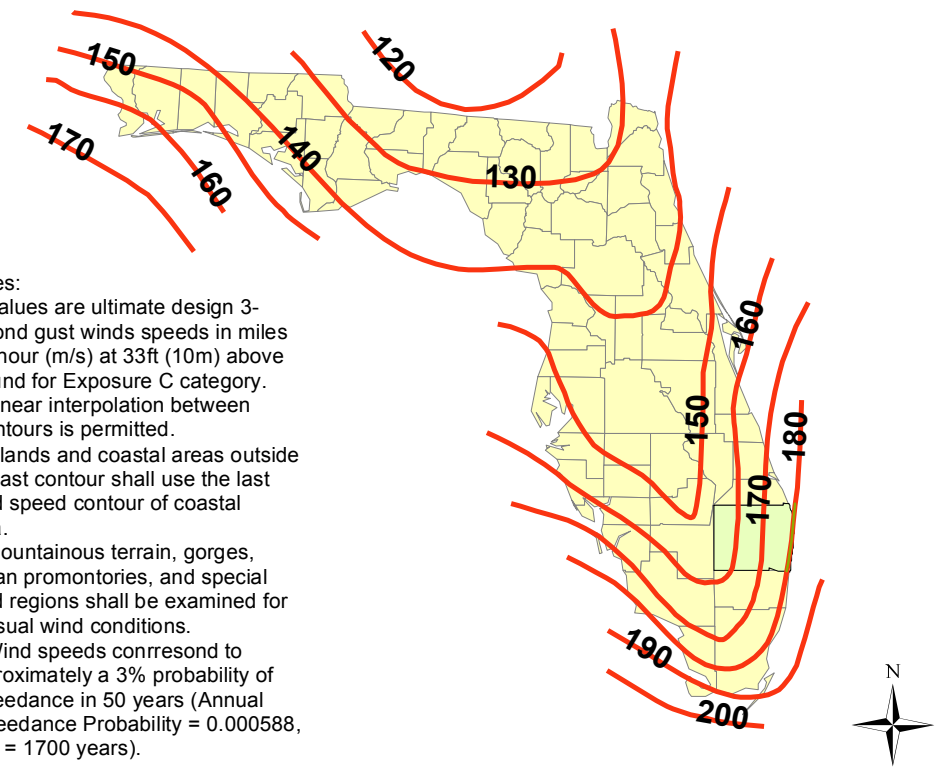 120
150
140
170
160
130
es:
alues are ultimate design 3-
ond gust winds speeds in miles
hour (m/s) at 33ft (10m) above
und for Exposure C category.
near interpolation between
ntours is permitted.
lands and coastal areas outside
ast contour shall use the last
d speed contour of coastal
a.
ountainous terrain, gorges,
an promontories, and special
d regions shall be examined for
sual wind conditions.
Wind speeds conrresond to
roximately a 3% probability of
eedance in 50 years (Annual
eedance Probability = 0.000588,
= 1700 years).
160
150
180
170
190
200
N